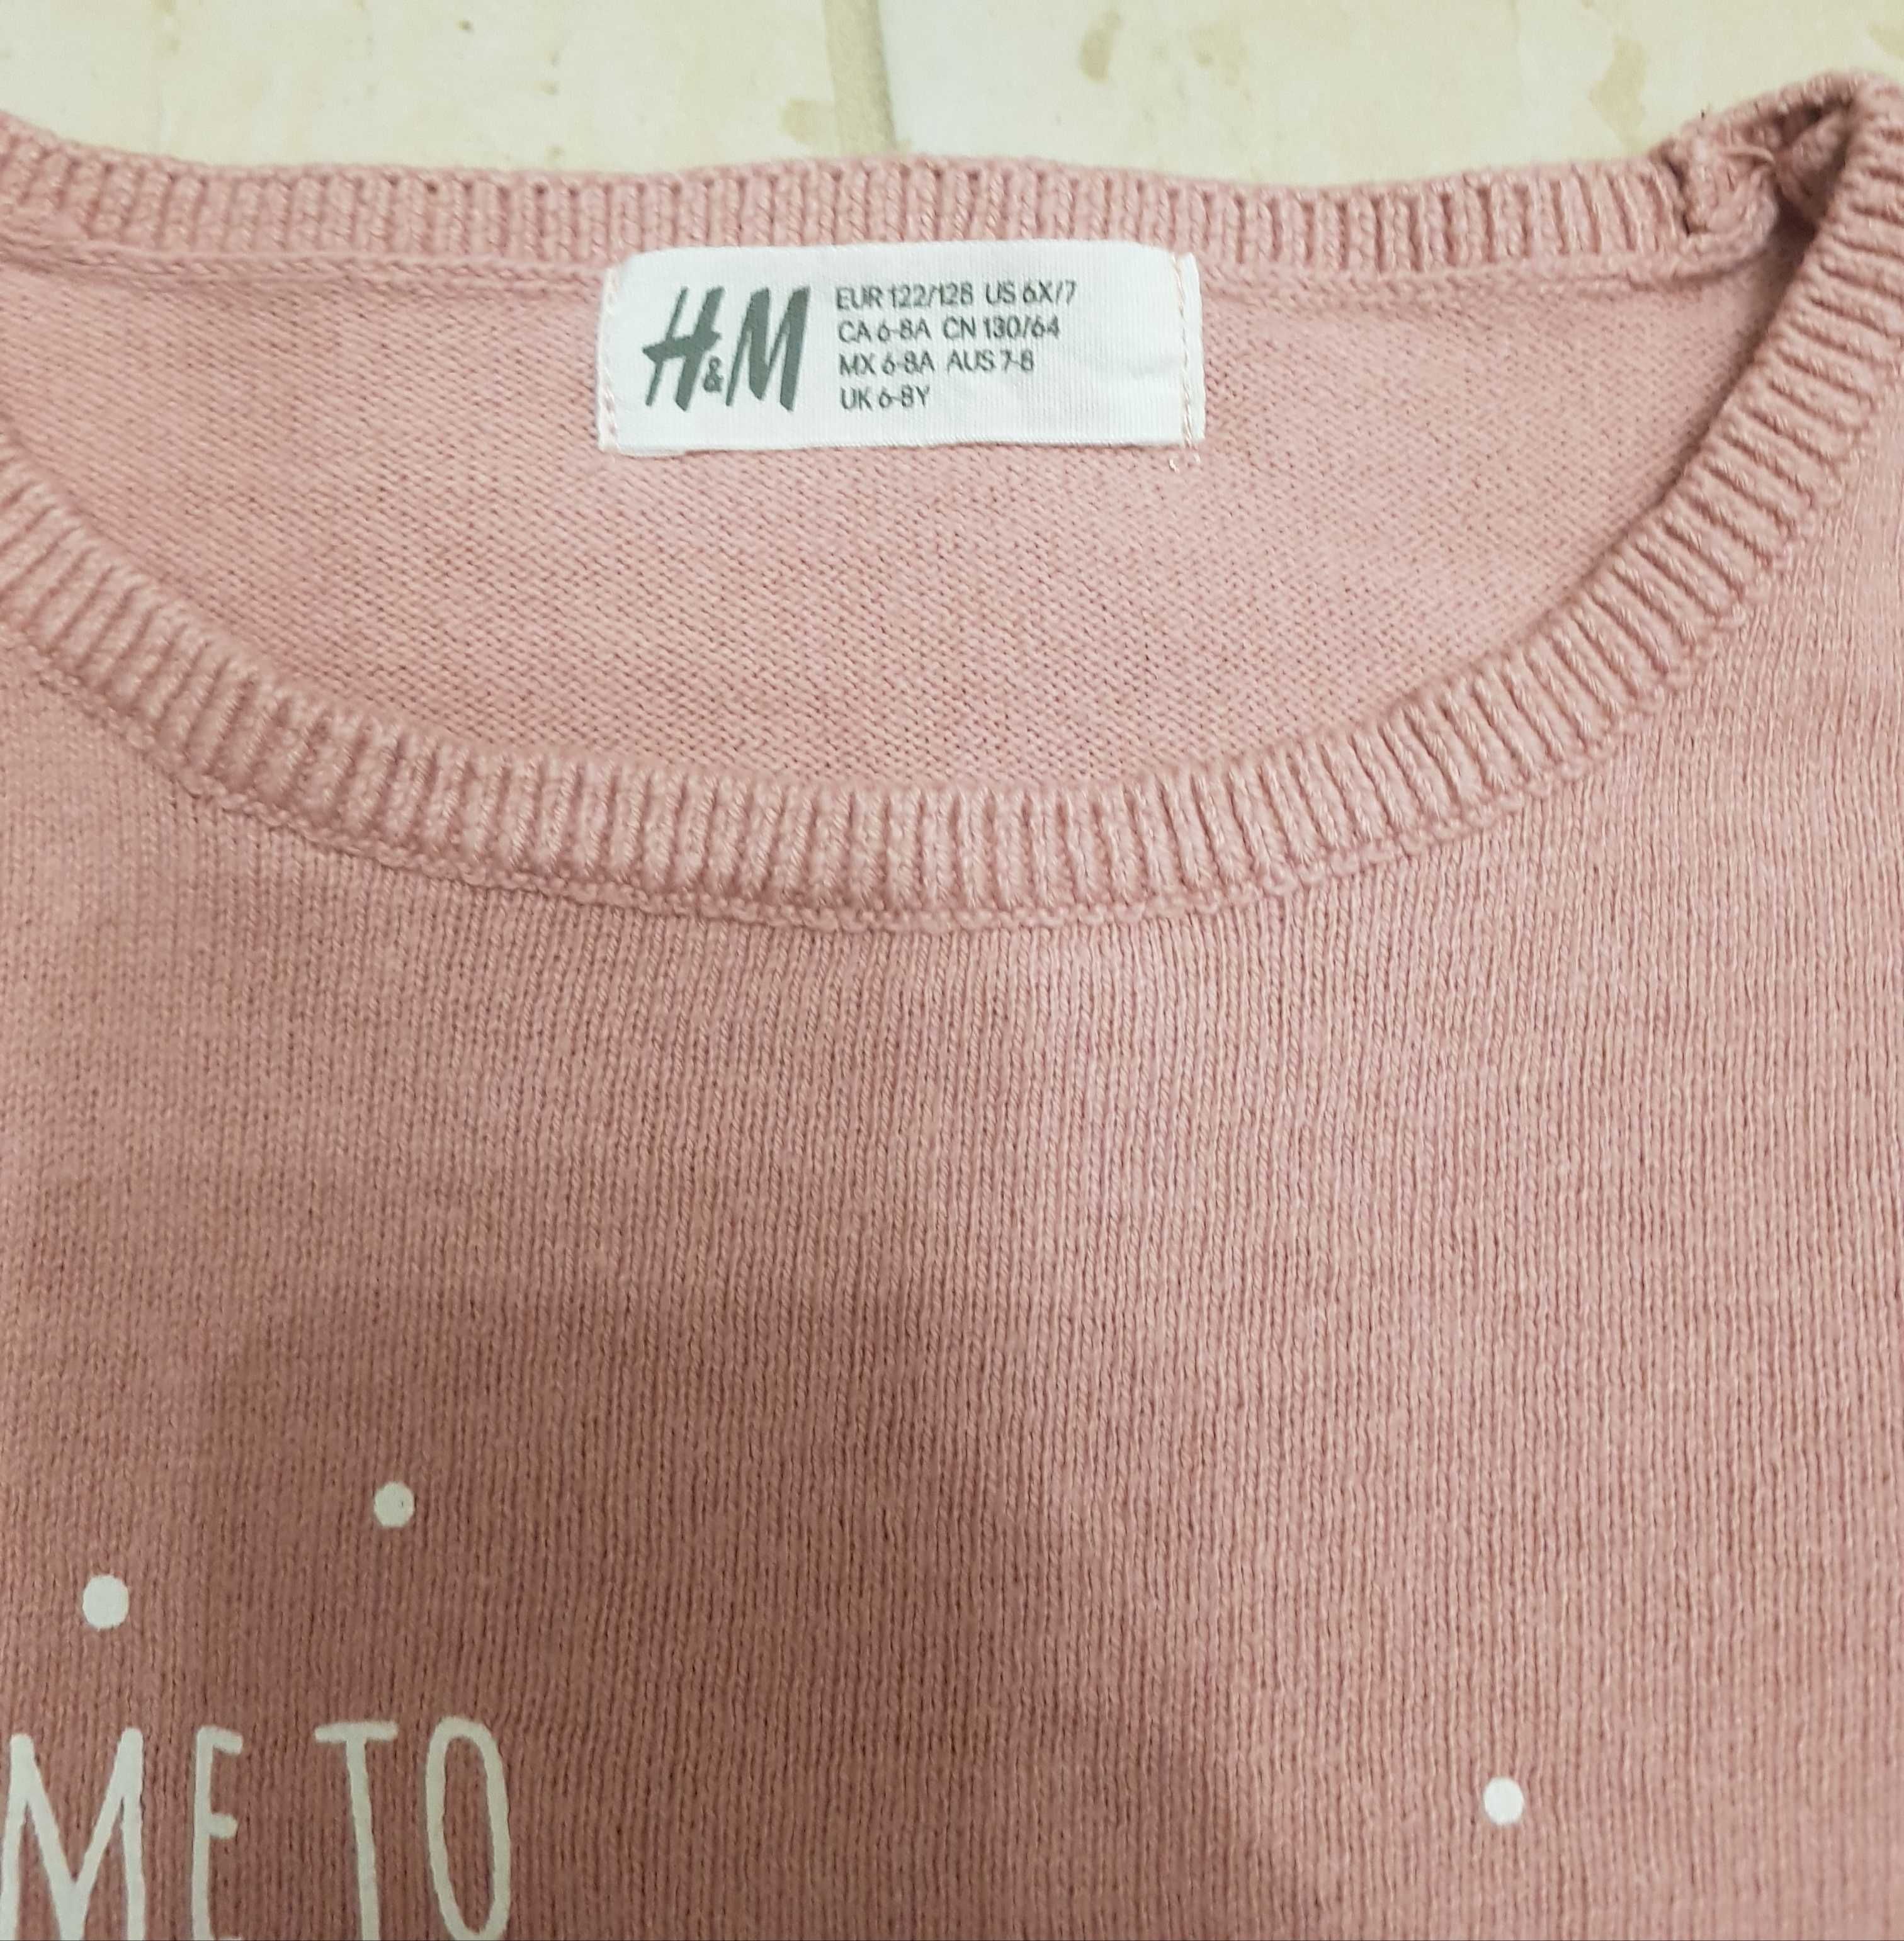 H&M
EUR 122/128 US 6X/7
CA 6-8A CN 130/64
MX 6-8A AUS 7-8
UK 6-8Y
ME TO